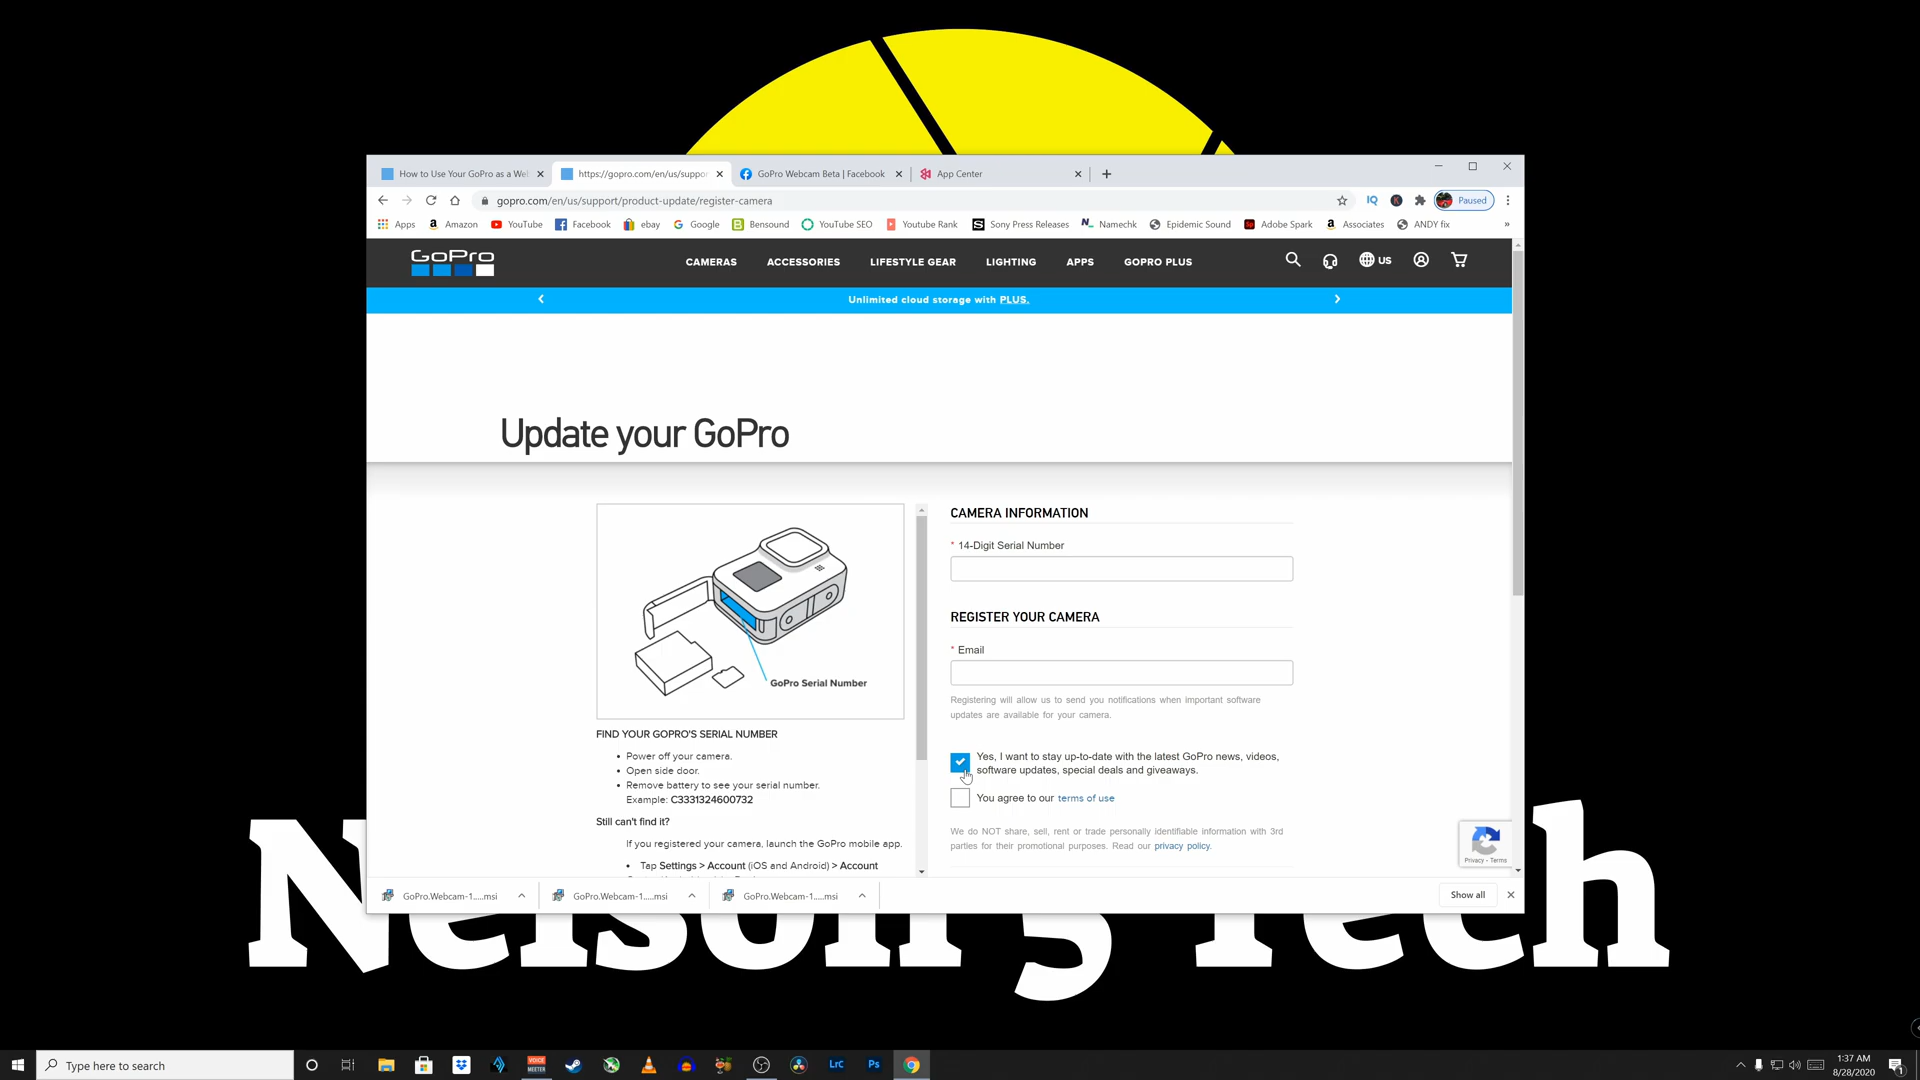 How to Use Your GoPro as a We
https://gopro.com/en/us/suppor
GoPro Webcam Beta | Facebook
App Center
gopro.com/en/us/support/product-update/register-camera
IQ
K
Paused
Apps
Amazon
YouTube
Facebook
ebay
Google
Bensound
YouTube SEO
Youtube Rank
Sony Press Releases
Namechk
Epidemic Sound
Adobe Spark
Associates
ANDY fix
»
GoPro
CAMERAS
ACCESSORIES
LIFESTYLE GEAR
LIGHTING
APPS
GOPRO PLUS
US
Unlimited cloud storage with PLUS.
Update your GoPro
GoPro Serial Number
FIND YOUR GOPRO'S SERIAL NUMBER
• Power off your camera.
• Open side door.
• Remove battery to see your serial number.
Example: C3331324600732
Still can't find it?
If you registered your camera, launch the GoPro mobile app.
• Tap Settings > Account (iOS and Android) > Account
CAMERA INFORMATION
* 14-Digit Serial Number
REGISTER YOUR CAMERA
* Email
Registering will allow us to send you notifications when important software
updates are available for your camera.
Yes, I want to stay up-to-date with the latest GoPro news, videos,
software updates, special deals and giveaways.
You agree to our terms of use
We do NOT share, sell, rent or trade personally identifiable information with 3rd
parties for their promotional purposes. Read our privacy policy.
Privacy - Terms
GoPro.Webcam-1.....msi
GoPro.Webcam-1.....msi
GoPro.Webcam-1.....msi
Show all
Nelson's Tech
Type here to search
VOICE
MEETER
LrC
Ps
1:37 AM
8/28/2020
1